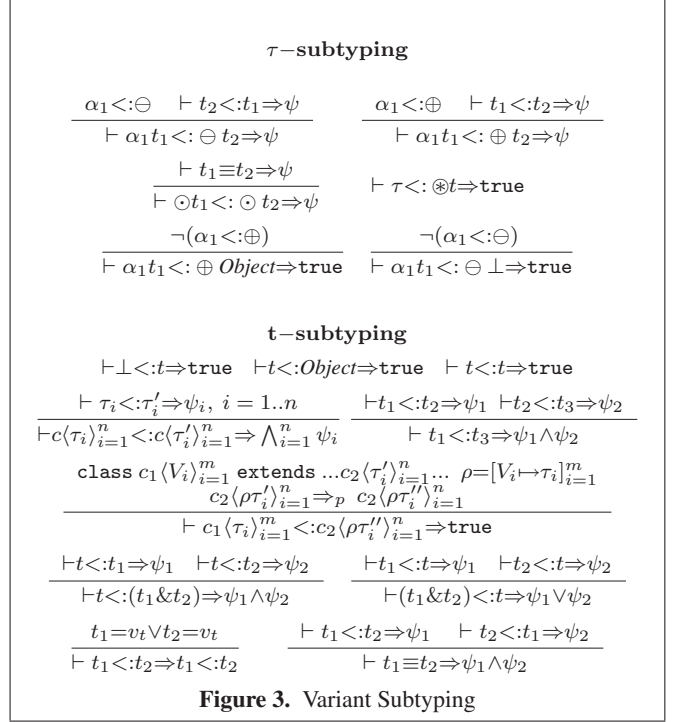 τ−subtyping
α₁<:⊖ ⊢ t₂<:t₁⇒ψ α₁<:⊕ ⊢ t₁<:t₂⇒ψ
⊢ α₁t₁<: ⊖ t₂⇒ψ ⊢ α₁t₁<: ⊕ t₂⇒ψ
⊢ t₁≡t₂⇒ψ
⊢ ⊙t₁<: ⊙ t₂⇒ψ ⊢ τ<: ⊛t⇒true
¬(α₁<:⊕) ¬(α₁<:⊖)
⊢ α₁t₁<: ⊕ Object⇒true ⊢ α₁t₁<: ⊖ ⊥⇒true
t−subtyping
⊢⊥<:t⇒true ⊢t<:Object⇒true ⊢ t<:t⇒true
⊢ τᵢ<:τ′ᵢ⇒ψᵢ, i = 1..n ⊢t₁<:t₂⇒ψ₁ ⊢t₂<:t₃⇒ψ₂
⊢c⟨τᵢ⟩ⁿᵢ₌₁<:c⟨τ′ᵢ⟩ⁿᵢ₌₁⇒ ⋀ⁿᵢ₌₁ ψᵢ ⊢ t₁<:t₃⇒ψ₁∧ψ₂
class c₁⟨Vᵢ⟩ᵐᵢ₌₁ extends ...c₂⟨τ′ᵢ⟩ⁿᵢ₌₁... ρ=[Vᵢ↦τᵢ]ᵐᵢ₌₁
c₂⟨ρτ′ᵢ⟩ⁿᵢ₌₁⇒ₚ c₂⟨ρτ″ᵢ⟩ⁿᵢ₌₁
⊢ c₁⟨τᵢ⟩ᵐᵢ₌₁<:c₂⟨ρτ″ᵢ⟩ⁿᵢ₌₁⇒true
⊢t<:t₁⇒ψ₁ ⊢t<:t₂⇒ψ₂ ⊢t₁<:t⇒ψ₁ ⊢t₂<:t⇒ψ₂
⊢t<:(t₁&t₂)⇒ψ₁∧ψ₂ ⊢(t₁&t₂)<:t⇒ψ₁∨ψ₂
t₁=vₜ∨t₂=vₜ ⊢ t₁<:t₂⇒ψ₁ ⊢ t₂<:t₁⇒ψ₂
⊢ t₁<:t₂⇒t₁<:t₂ ⊢ t₁≡t₂⇒ψ₁∧ψ₂
Figure 3. Variant Subtyping